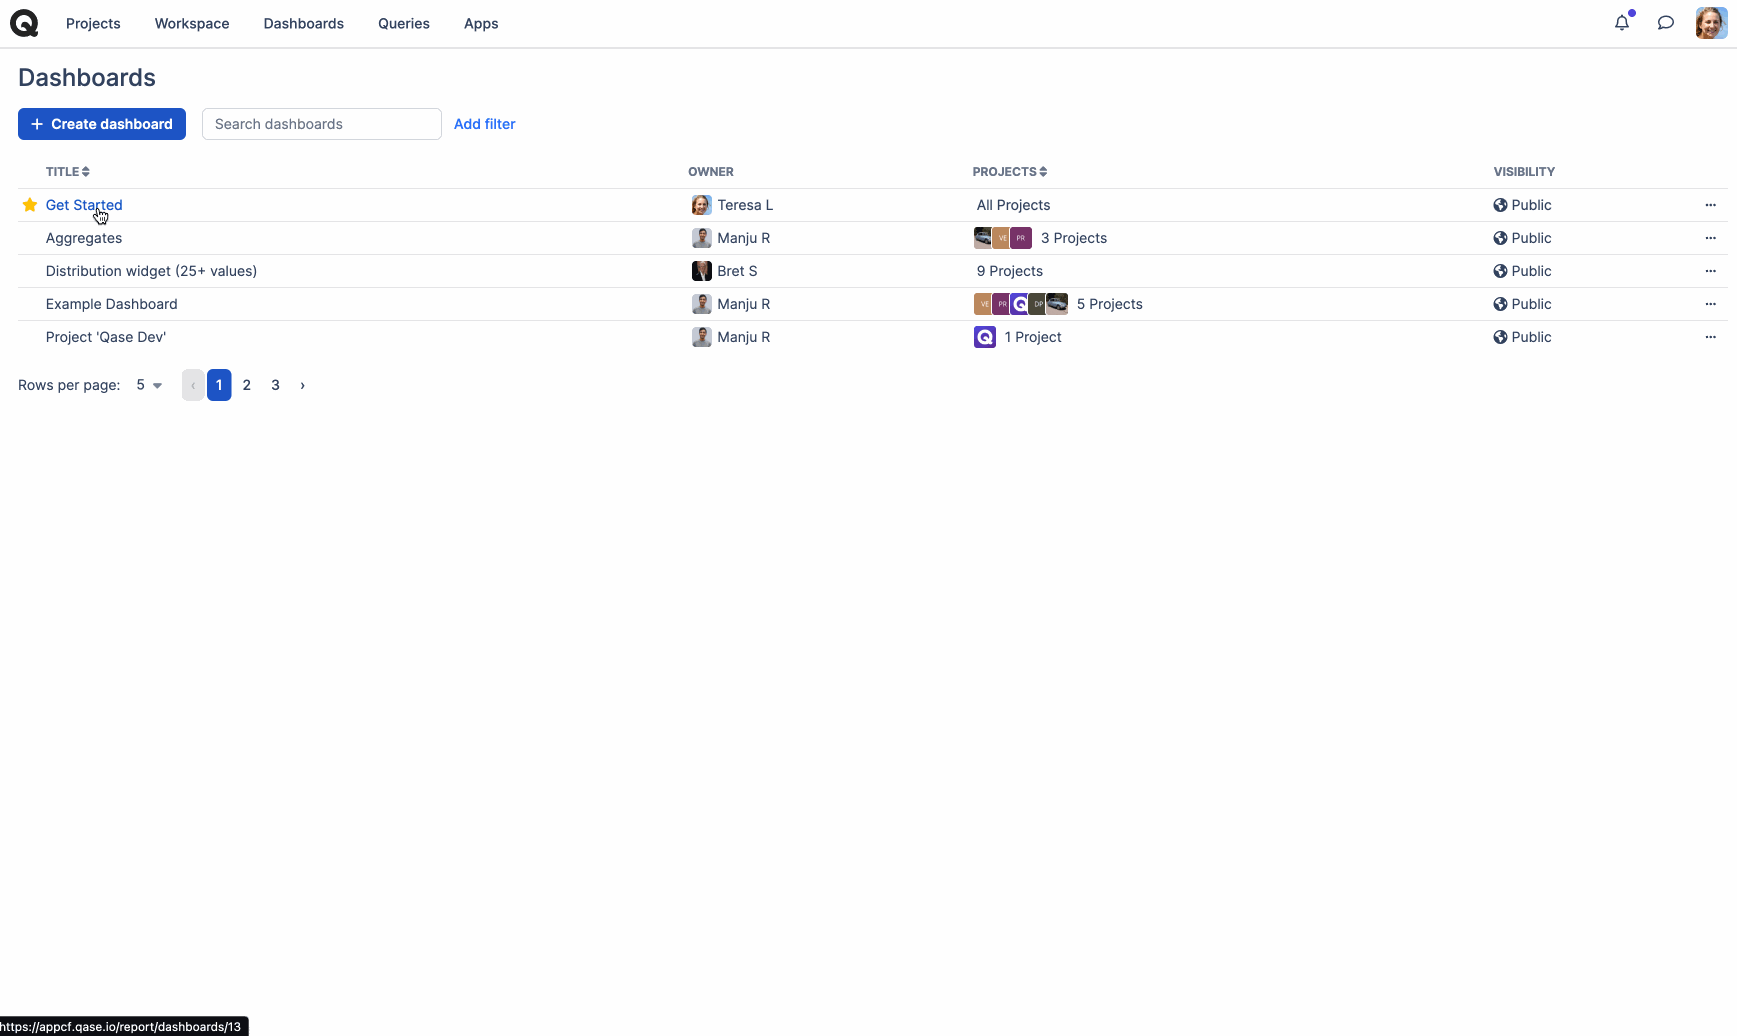 Projects Workspace Dashboards Queries Apps
Dashboards
+ Create dashboard Search dashboards Add filter
TITLE OWNER PROJECTS VISIBILITY
Get Started Teresa L All Projects Public ...
Aggregates Manju R VE PR 3 Projects Public ...
Distribution widget (25+ values) Bret S 9 Projects Public ...
Example Dashboard Manju R VE PR DP 5 Projects Public ...
Project 'Qase Dev' Manju R 1 Project Public ...
Rows per page: 5 ‹ 1 2 3 ›
https://appcf.qase.io/report/dashboards/13